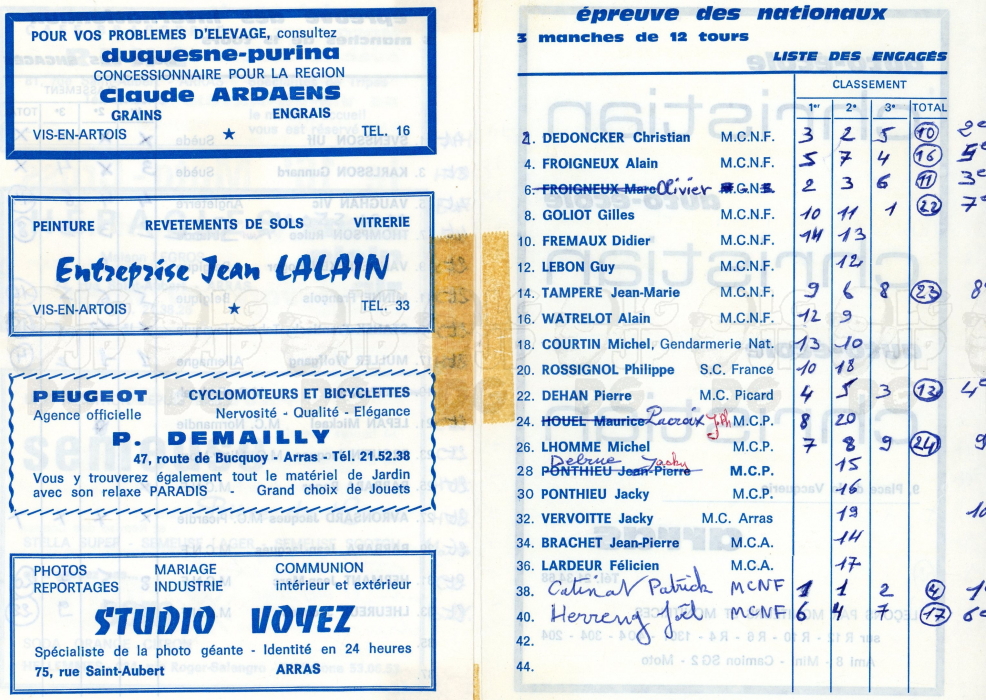 POUR VOS PROBLEMES D'ELEVAGE, consultez
duquesne-purina
CONCESSIONNAIRE POUR LA REGION
Claude ARDAENS
GRAINS ENGRAIS
VIS-EN-ARTOIS ★ TEL. 16
PEINTURE REVETEMENTS DE SOLS VITRERIE
Entreprise Jean LALAIN
VIS-EN-ARTOIS ★ TEL. 33
PEUGEOT CYCLOMOTEURS ET BICYCLETTES
Agence officielle Nervosité - Qualité - Elégance
P. DEMAILLY
47, route de Bucquoy - Arras - Tél. 21.52.38
Vous y trouverez également tout le matériel de Jardin
avec son relaxe PARADIS - Grand choix de Jouets
PHOTOS MARIAGE COMMUNION
REPORTAGES INDUSTRIE intérieur et extérieur
STUDIO VOYEZ
Spécialiste de la photo géante - Identité en 24 heures
75, rue Saint-Aubert ARRAS
épreuve des nationaux
3 manches de 12 tours
LISTE DES ENGAGÉS
CLASSEMENT
1er 2e 3e TOTAL
2. DEDONCKER Christian M.C.N.F. 3 2 5 10 2e
4. FROIGNEUX Alain M.C.N.F. 5 7 4 16 5e
6. FROIGNEUX Marc Olivier M.C.N.F. 2 3 6 11 3e
8. GOLIOT Gilles M.C.N.F. 10 11 1 22 7e
10. FREMAUX Didier M.C.N.F. 14 13
12. LEBON Guy M.C.N.F. 12
14. TAMPERE Jean-Marie M.C.N.F. 9 6 8 23 8e
16. WATRELOT Alain M.C.N.F. 12 9
18. COURTIN Michel, Gendarmerie Nat. 13 10
20. ROSSIGNOL Philippe S.C. France 10 18
22. DEHAN Pierre M.C. Picard 4 5 3 12 4e
24. HOUEL Maurice Lacroix J.Ph M.C.P. 8 20
26. LHOMME Michel M.C.P. 7 8 9 24 9
Delrue Jacky
28 PONTHIEU Jean-Pierre M.C.P. 15
30 PONTHIEU Jacky M.C.P. 16
32. VERVOITTE Jacky M.C. Arras 19 10
34. BRACHET Jean-Pierre M.C.A. 14
36. LARDEUR Félicien M.C.A. 17
38. Catinat Patrick MCNF 1 1 2 4 1e
40. Herreng Joël MCNF 6 4 7 17 6e
42.
44.